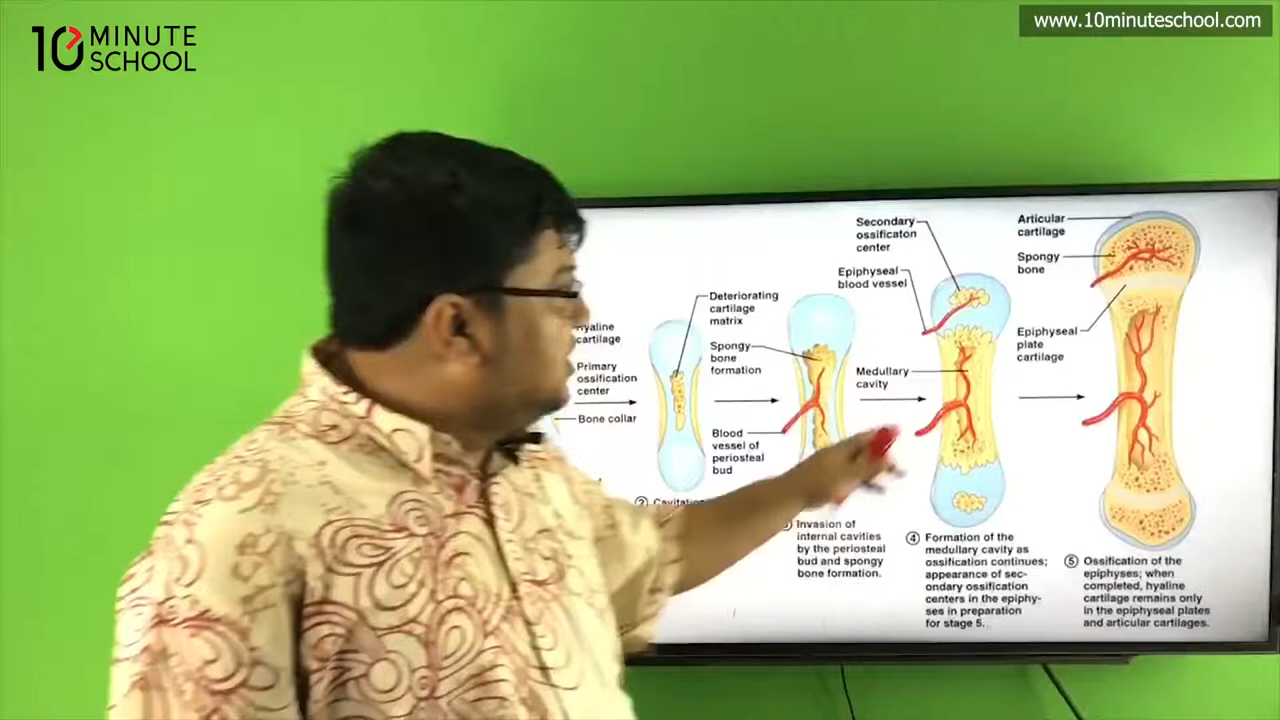 10 MINUTE
SCHOOL
www.10minuteschool.com
Hyaline
cartilage
Primary
ossification
center
Bone collar
Deteriorating
cartilage
matrix
Spongy
bone
formation
Blood
vessel of
periosteal
bud
Secondary
ossificaton
center
Epiphyseal
blood vessel
Medullary
cavity
Articular
cartilage
Spongy
bone
Epiphyseal
plate
cartilage
② Cavitation
Invasion of
internal cavities
by the periosteal
bud and spongy
bone formation.
④ Formation of the
medullary cavity as
ossification continues;
appearance of sec-
ondary ossification
centers in the epiphy-
ses in preparation
for stage 5.
⑤ Ossification of the
epiphyses; when
completed, hyaline
cartilage remains only
in the epiphyseal plates
and articular cartilages.